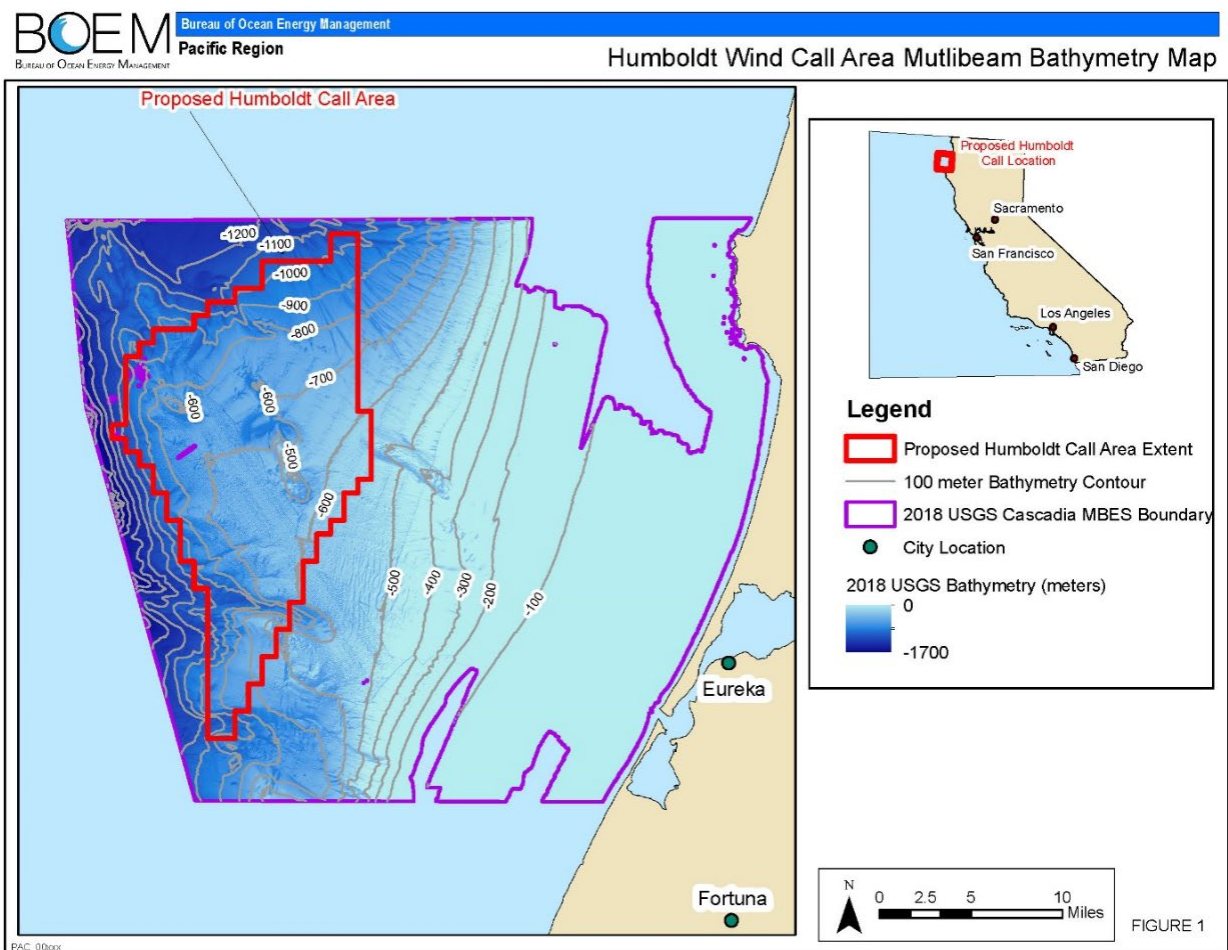 BOEM
BUREAU OF OCEAN ENERGY MANAGEMENT
Bureau of Ocean Energy Management
Pacific Region
Humboldt Wind Call Area Mutlibeam Bathymetry Map
Proposed Humboldt Call Area
-1200
-1100
-1000
-900
-800
-700
-600
-600
-500
-600
-500
-400
-300
-200
-100
Eureka
Fortuna
Proposed Humboldt
Call Location
Sacramento
San Francisco
Los Angeles
San Diego
Legend
Proposed Humboldt Call Area Extent
100 meter Bathymetry Contour
2018 USGS Cascadia MBES Boundary
City Location
2018 USGS Bathymetry (meters)
0
-1700
N
0 2.5 5 10
Miles
FIGURE 1